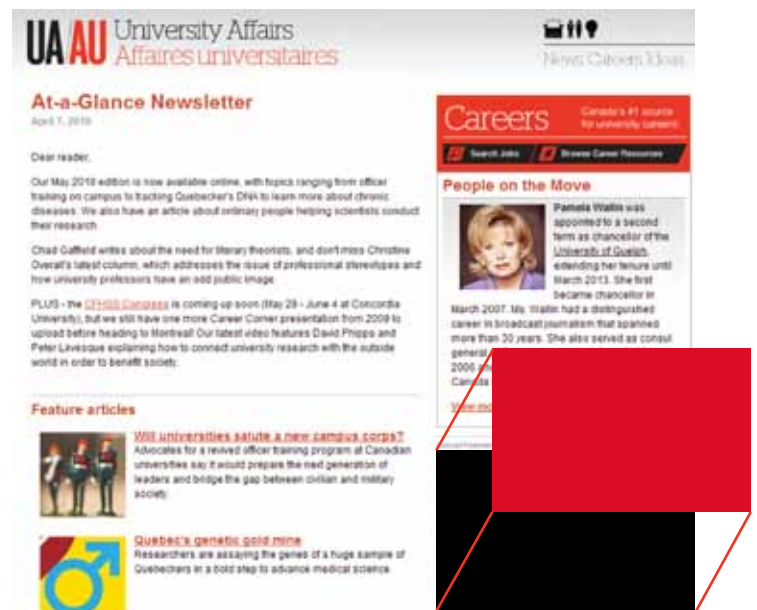 UA/AU University Affairs
Affaires universitaires
News Careers Ideas
At-a-Glance Newsletter
April 7, 2010
Dear reader,
Our May 2010 edition is now available online, with topics ranging from officer
training on campus to tracking Quebecker's DNA to learn more about chronic
diseases. We also have an article about ordinary people helping scientists conduct
their research.
Chad Gaffield writes about the need for literary theorists, and don't miss Christine
Overall's latest column, which addresses the issue of professional stereotypes and
how university professors have an odd public image.
PLUS - the CFHSS Congress is coming up soon (May 28 - June 4 at Concordia
University), but we still have one more Career Corner presentation from 2009 to
upload before heading to Montreal! Our latest video features David Phipps and
Peter Levesque explaining how to connect university research with the outside
world in order to benefit society.
Feature articles
Will universities salute a new campus corps?
Advocates for a revived officer training program at Canadian
universities say it would prepare the next generation of
leaders and bridge the gap between civilian and military
society.
Quebec's genetic gold mine
Researchers are assaying the genes of a huge sample of
Quebeckers in a bold step to advance medical science.
Careers
Canada's #1 source
for university careers
Search Jobs
Browse Career Resources
People on the Move
Pamela Wallin was
appointed to a second
term as chancellor of the
University of Guelph,
extending her tenure until
March 2013. She first
became chancellor in
March 2007. Ms. Wallin had a distinguished
career in broadcast journalism that spanned
more than 30 years. She also served as consul
general
2006
Canada
View